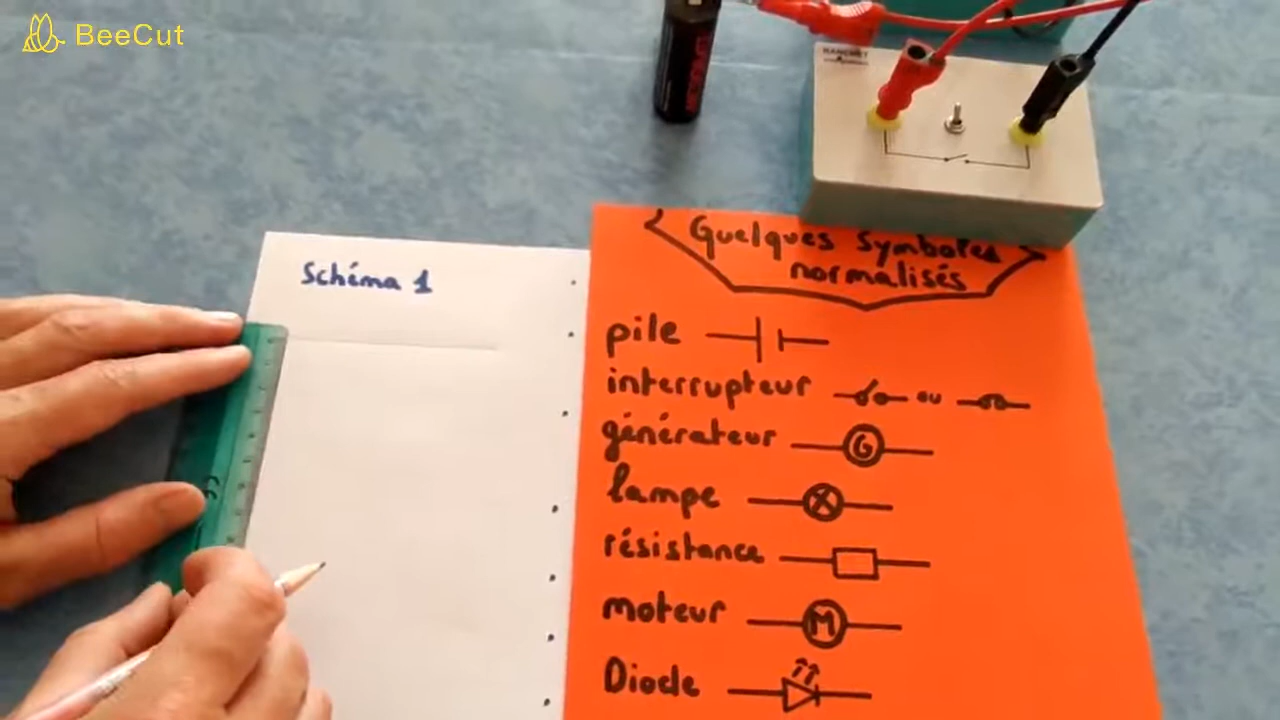 BeeCut
Schéma 1
Quelques Symboles
normalisés
pile
interrupteur ou
générateur G
lampe
résistance
moteur M
Diode